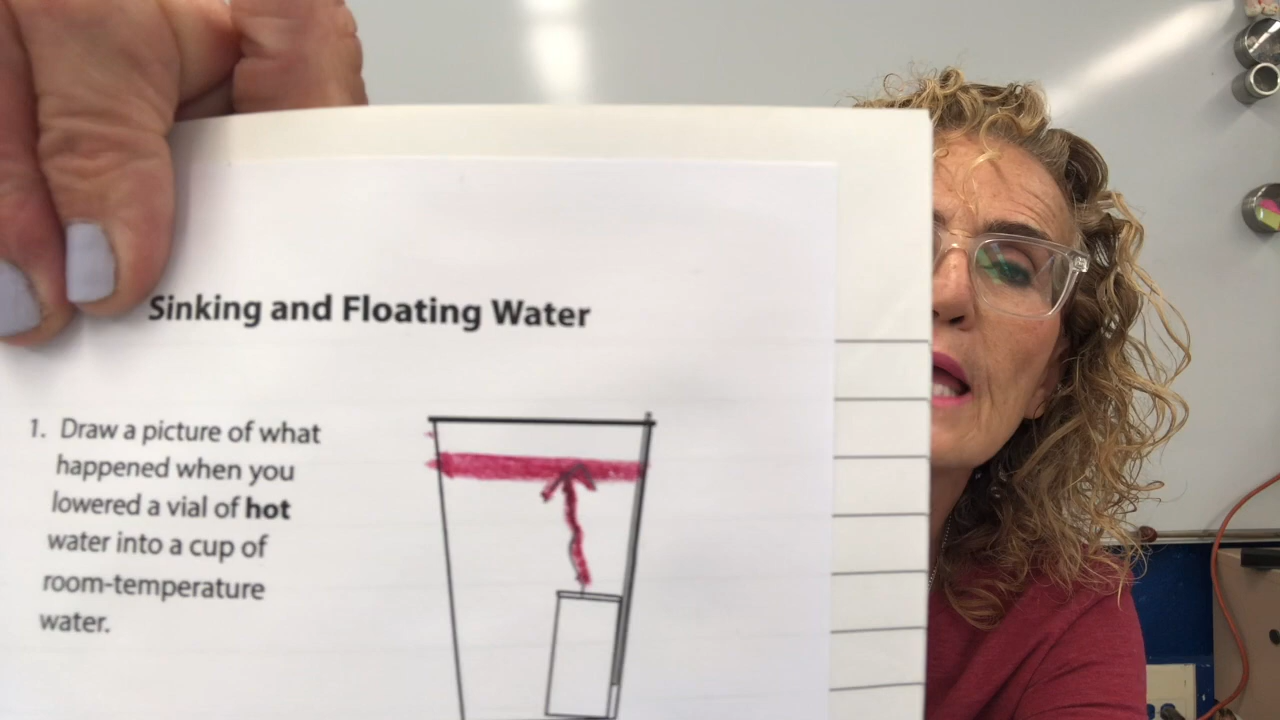 Sinking and Floating Water
1. Draw a picture of what
happened when you
lowered a vial of hot
water into a cup of
room-temperature
water.